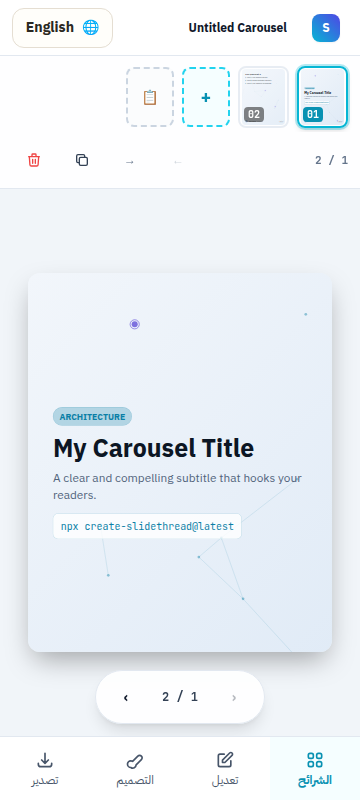 English 🌐
Untitled Carousel
S
📋
+
02
01
→
←
2 / 1
ARCHITECTURE
My Carousel Title
A clear and compelling subtitle that hooks your
readers.
npx create-slidethread@latest
‹ 2 / 1 ›
الشرائح
تعديل
التصميم
تصدير